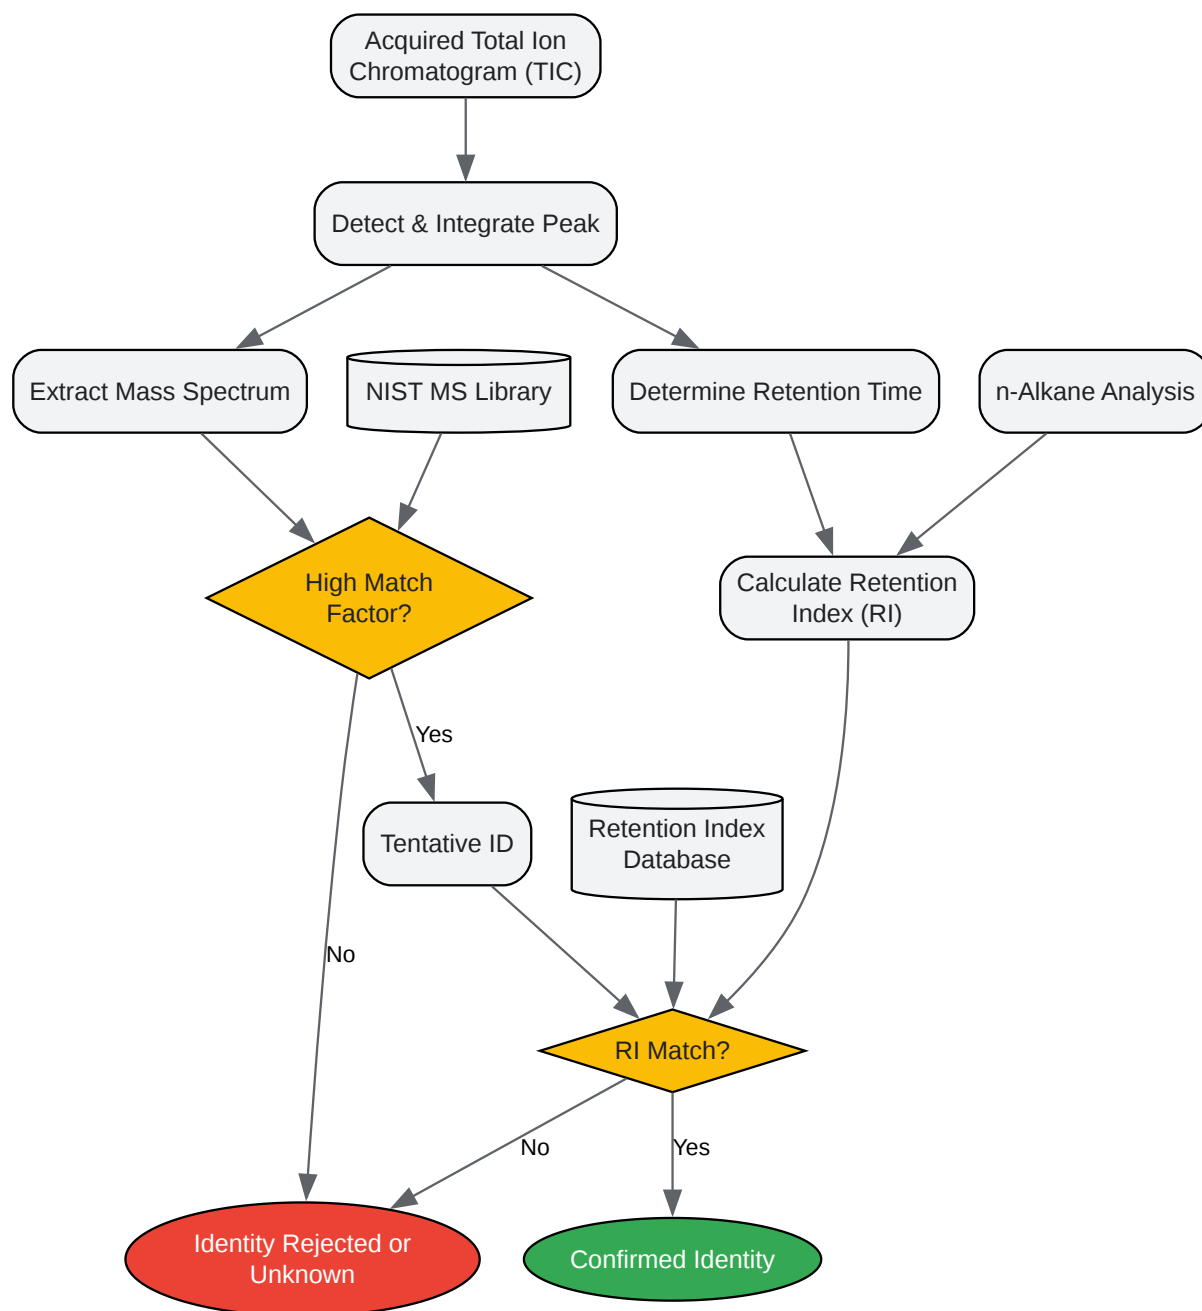 Acquired Total Ion
Chromatogram (TIC)
Detect & Integrate Peak
Extract Mass Spectrum
NIST MS Library
Determine Retention Time
n-Alkane Analysis
High Match
Factor?
Calculate Retention
Index (RI)
Yes
Tentative ID
Retention Index
Database
No
RI Match?
No
Yes
Identity Rejected or
Unknown
Confirmed Identity